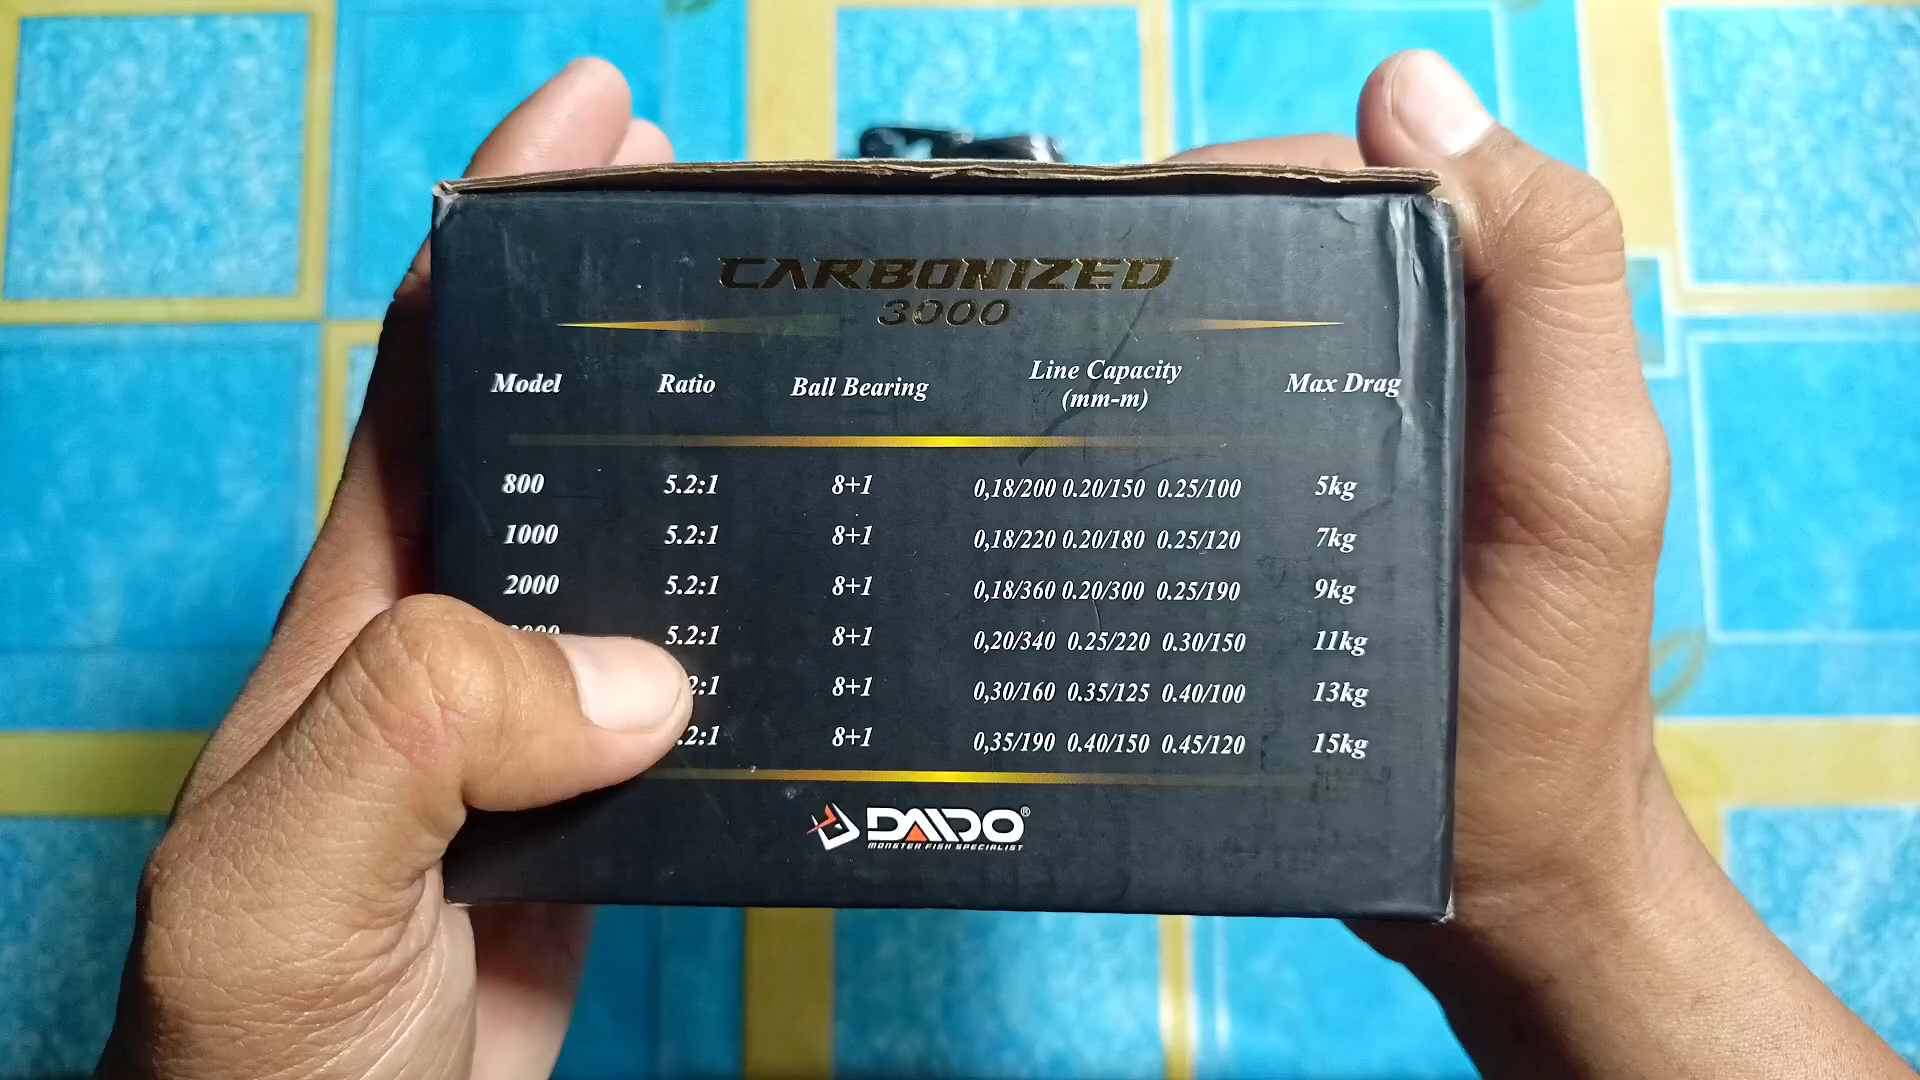 CARBONIZED
3000
Model Ratio Ball Bearing Line Capacity (mm-m) Max Drag
800 5.2:1 8+1 0,18/200 0.20/150 0.25/100 5kg
1000 5.2:1 8+1 0,18/220 0.20/180 0.25/120 7kg
2000 5.2:1 8+1 0,18/360 0.20/300 0.25/190 9kg
5.2:1 8+1 0,20/340 0.25/220 0.30/150 11kg
2:1 8+1 0,30/160 0.35/125 0.40/100 13kg
.2:1 8+1 0,35/190 0.40/150 0.45/120 15kg
DAIDO®
MONSTER FISH SPECIALIST